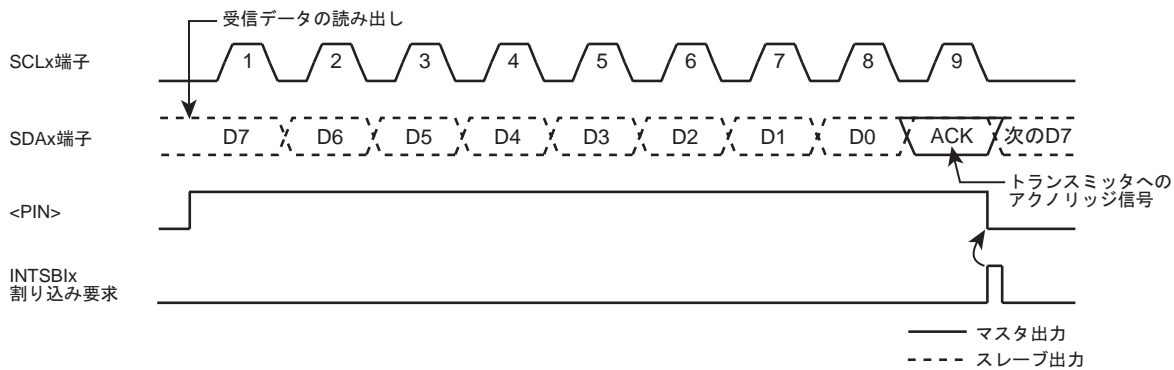 受信データの読み出し
SCLx端子
1 2 3 4 5 6 7 8 9
SDAx端子
D7 D6 D5 D4 D3 D2 D1 D0 ACK 次のD7
トランスミッタへの
アクノリッジ信号
<PIN>
INTSBIx
割り込み要求
マスタ出力
スレーブ出力